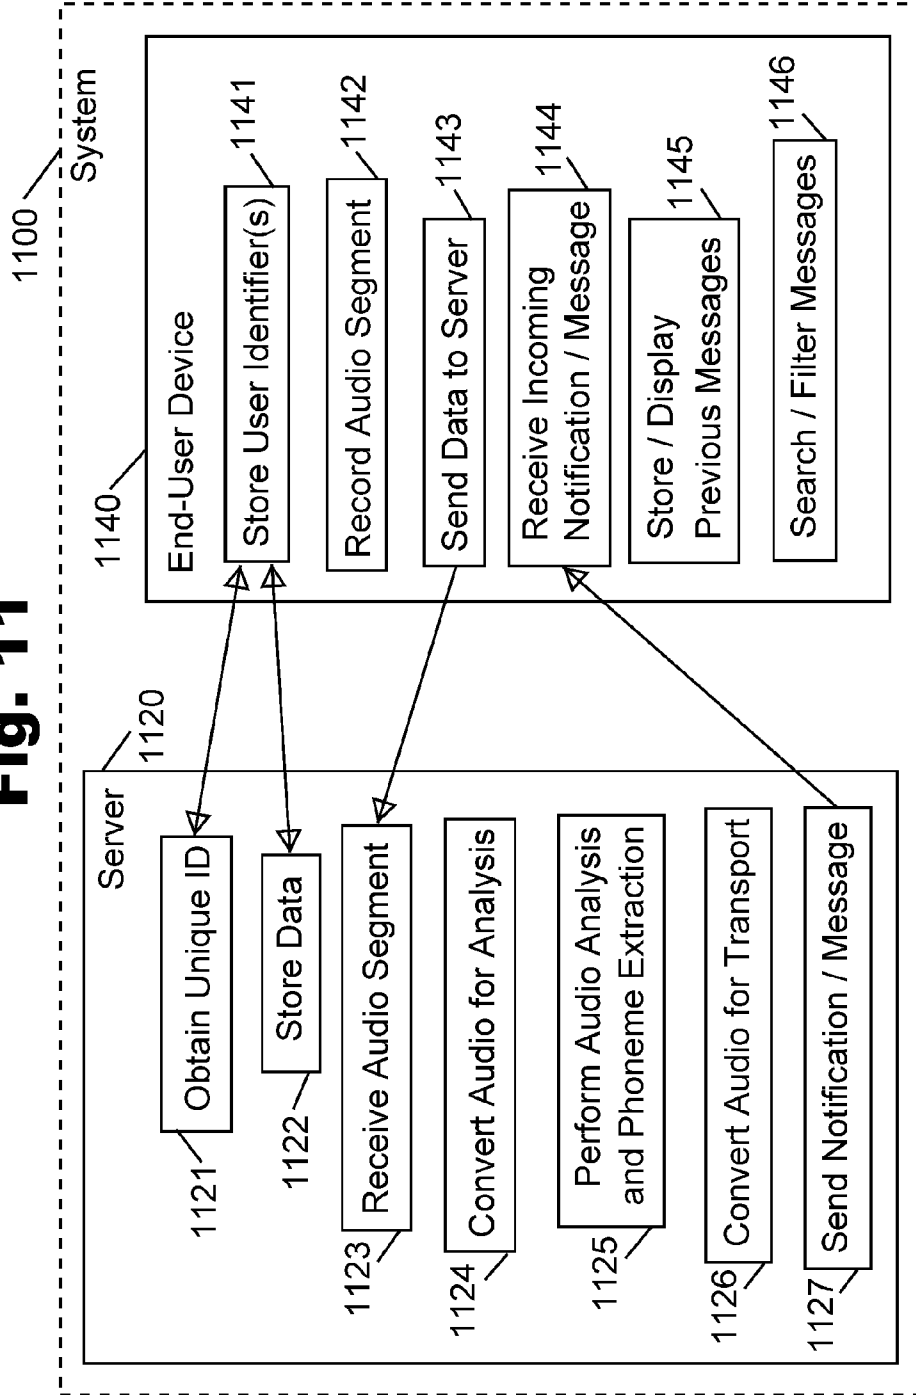 Fig. 11
1100
System
1120
Server
1121
Obtain Unique ID
1122
Store Data
1123
Receive Audio Segment
1124
Convert Audio for Analysis
1125
Perform Audio Analysis
and Phoneme Extraction
1126
Convert Audio for Transport
1127
Send Notification / Message
1140
End-User Device
Store User Identifier(s)
1141
Record Audio Segment
1142
Send Data to Server
1143
Receive Incoming
Notification / Message
1144
Store / Display
Previous Messages
1145
Search / Filter Messages
1146